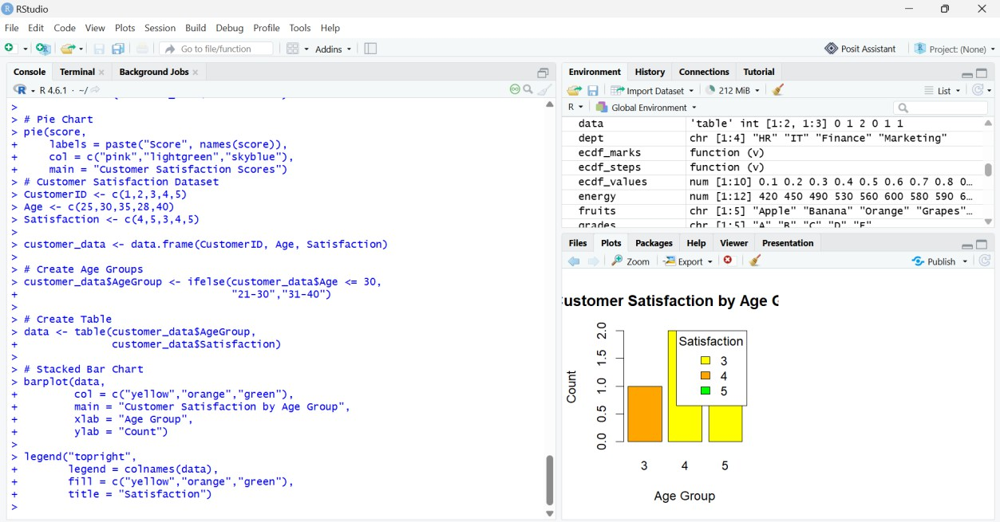 RStudio
File Edit Code View Plots Session Build Debug Profile Tools Help
Go to file/function Addins Posit Assistant Project: (None)
Console Terminal Background Jobs
R 4.6.1 · ~/
>
> # Pie Chart
> pie(score,
+     labels = paste("Score", names(score)),
+     col = c("pink","lightgreen","skyblue"),
+     main = "Customer Satisfaction Scores")
> # Customer Satisfaction Dataset
> CustomerID <- c(1,2,3,4,5)
> Age <- c(25,30,35,28,40)
> Satisfaction <- c(4,5,3,4,5)
>
> customer_data <- data.frame(CustomerID, Age, Satisfaction)
>
> # Create Age Groups
> customer_data$AgeGroup <- ifelse(customer_data$Age <= 30,
+                                  "21-30","31-40")
>
> # Create Table
> data <- table(customer_data$AgeGroup,
+               customer_data$Satisfaction)
>
> # Stacked Bar Chart
> barplot(data,
+         col = c("yellow","orange","green"),
+         main = "Customer Satisfaction by Age Group",
+         xlab = "Age Group",
+         ylab = "Count")
>
> legend("topright",
+        legend = colnames(data),
+        fill = c("yellow","orange","green"),
+        title = "Satisfaction")
>
Environment History Connections Tutorial
Import Dataset 212 MiB List
R Global Environment
data 'table' int [1:2, 1:3] 0 1 2 0 1 1
dept chr [1:4] "HR" "IT" "Finance" "Marketing"
ecdf_marks function (v)
ecdf_steps function (v)
ecdf_values num [1:10] 0.1 0.2 0.3 0.4 0.5 0.6 0.7 0.8 0…
energy num [1:12] 420 450 490 530 560 600 580 590 6…
fruits chr [1:5] "Apple" "Banana" "Orange" "Grapes"…
grades chr [1:5] "A" "B" "C" "D" "F"
Files Plots Packages Help Viewer Presentation
Zoom Export Publish
ustomer Satisfaction by Age G
Count
2.0
1.5
1.0
0.5
0.0
Satisfaction
3
4
5
3 4 5
Age Group